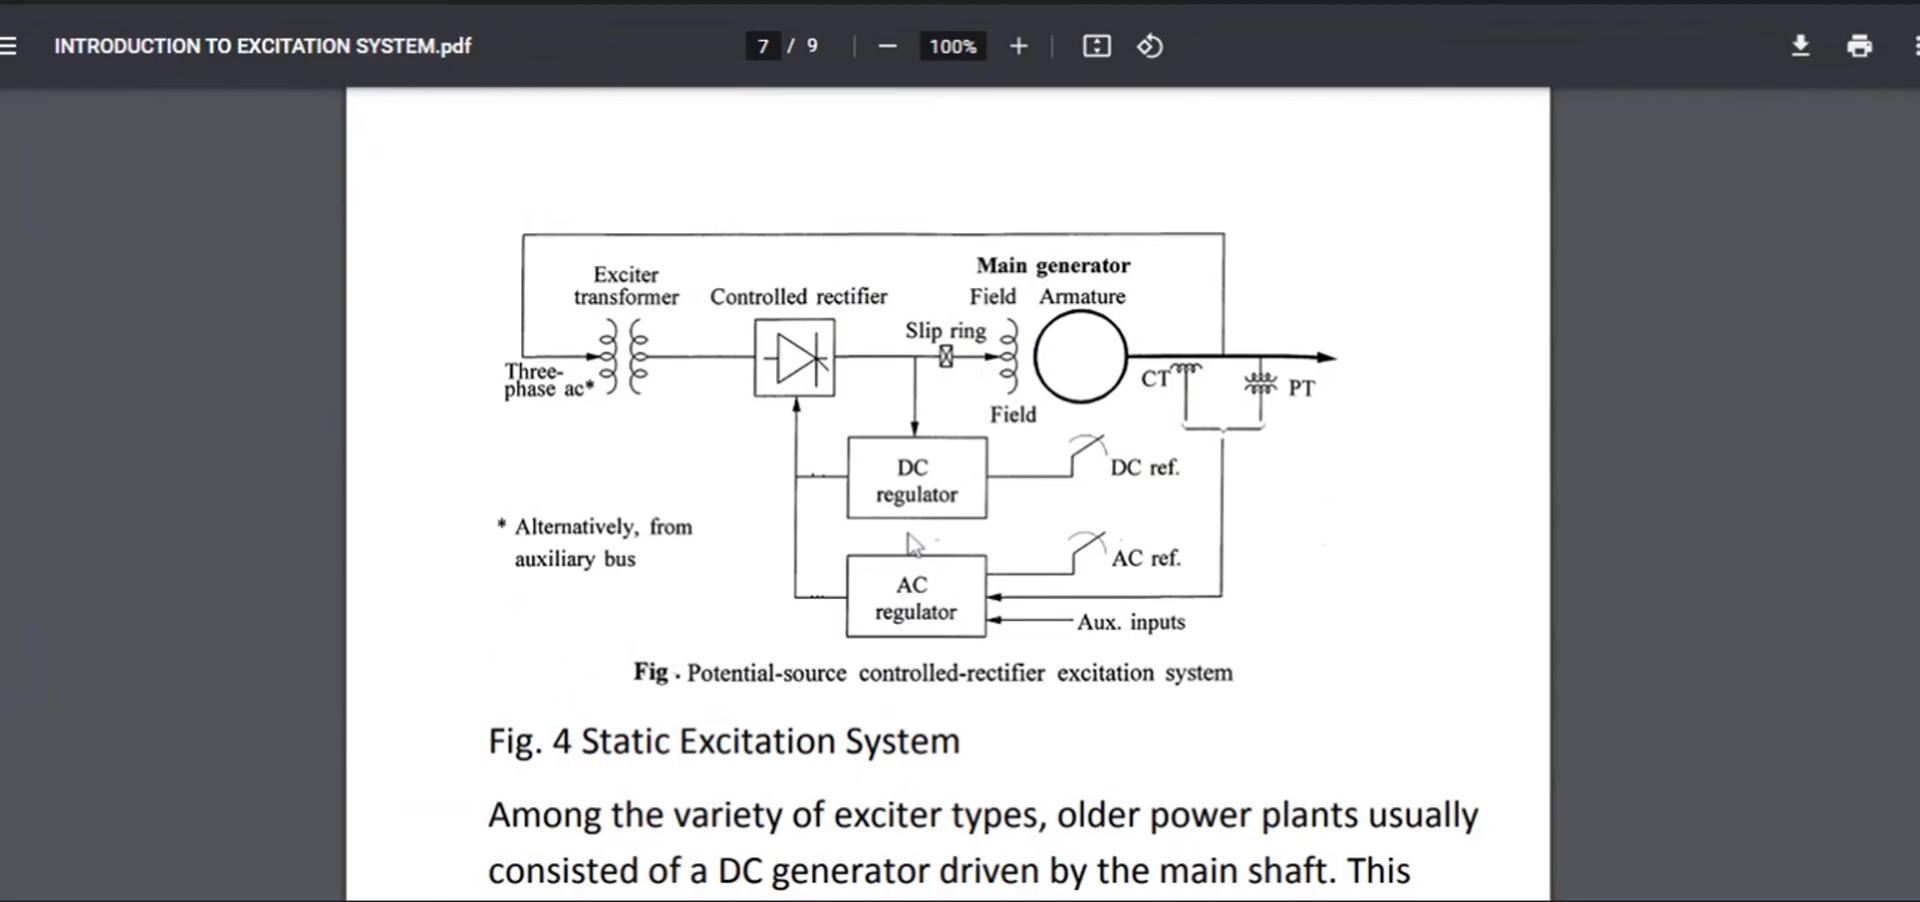 INTRODUCTION TO EXCITATION SYSTEM.pdf
7 / 9
100%
Main generator
Exciter
transformer
Controlled rectifier
Field
Armature
Slip ring
Three-
phase ac*
CT
PT
Field
DC
regulator
DC ref.
* Alternatively, from
auxiliary bus
AC
regulator
AC ref.
Aux. inputs
Fig . Potential-source controlled-rectifier excitation system
Fig. 4 Static Excitation System
Among the variety of exciter types, older power plants usually
consisted of a DC generator driven by the main shaft. This